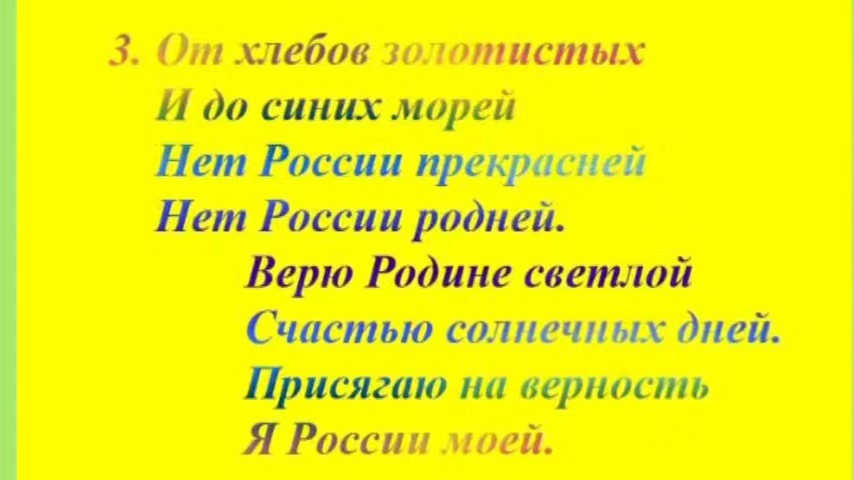 3. От хлебов золотистых
И до синих морей
Нет России прекрасней
Нет России родней.
Верю Родине светлой
Счастью солнечных дней.
Присягаю на верность
Я России моей.